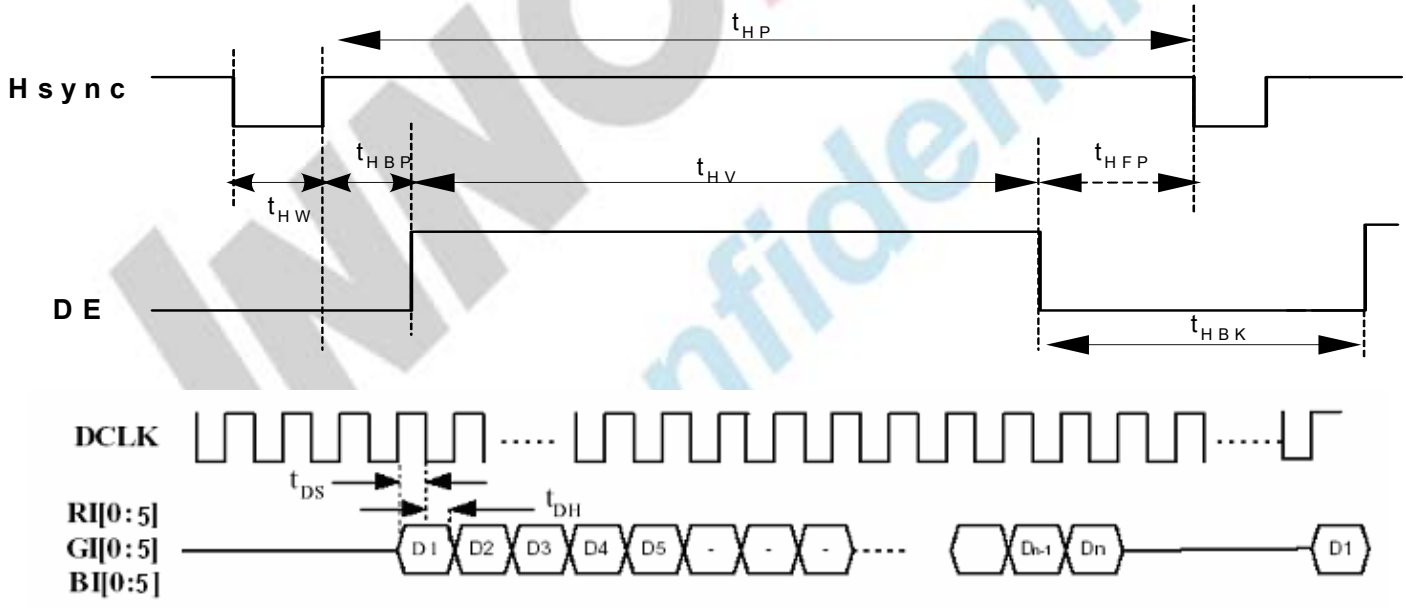 tHP
Hsync
tHBP tHV tHFP
tHW
DE
tHBK
DCLK
tDS
tDH
RI[0:5]
GI[0:5] D1 D2 D3 D4 D5 - - - Dn-1 Dn D1
BI[0:5]